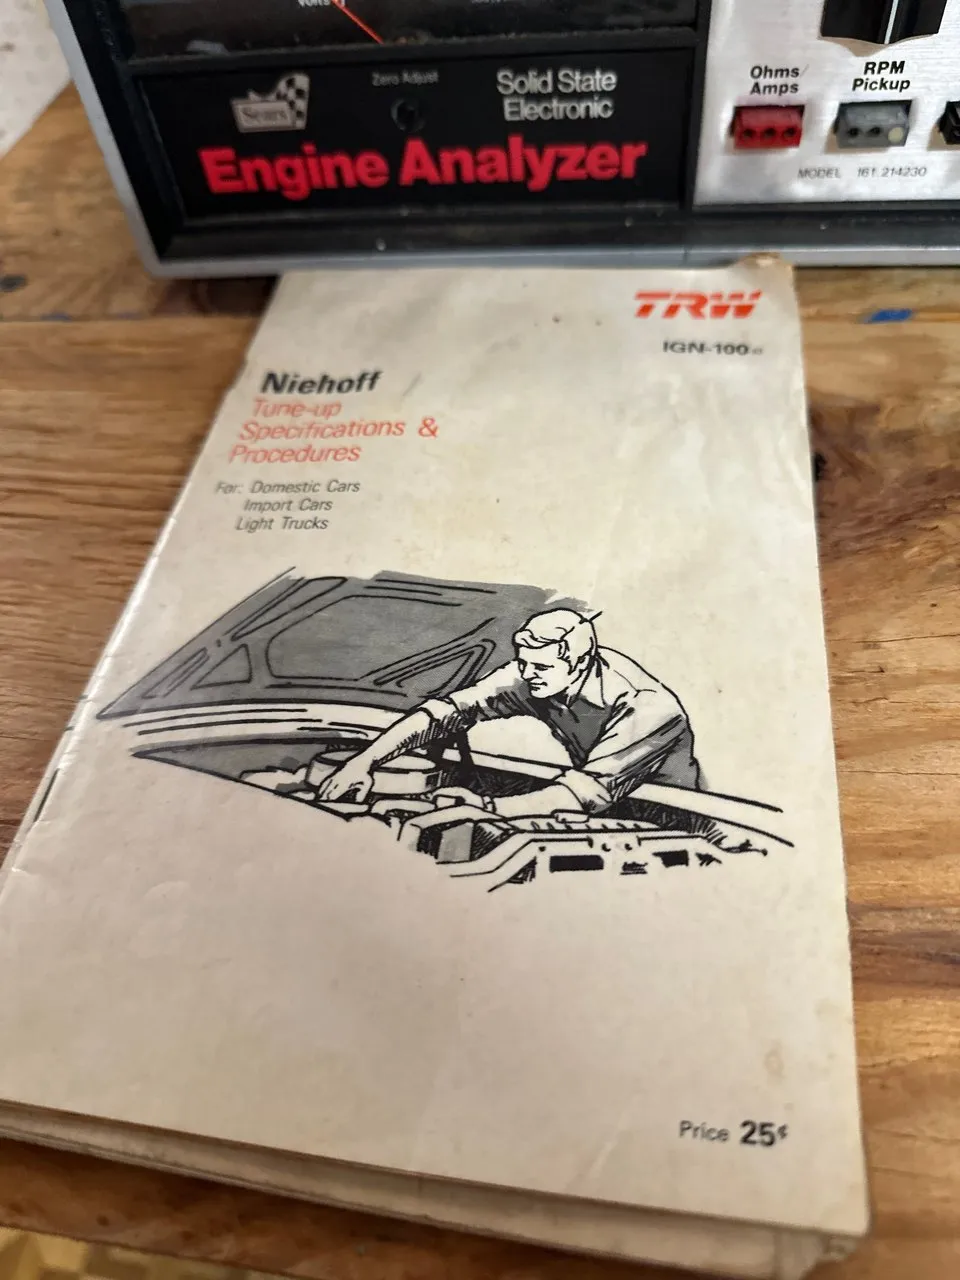 Volts
Zero Adjust
Sears
Solid State
Electronic
Engine Analyzer
Ohms/
Amps
RPM
Pickup
MODEL 161.214230
TRW
IGN-100
Niehoff
Tune-up
Specifications &
Procedures
For: Domestic Cars
Import Cars
Light Trucks
Price 25¢